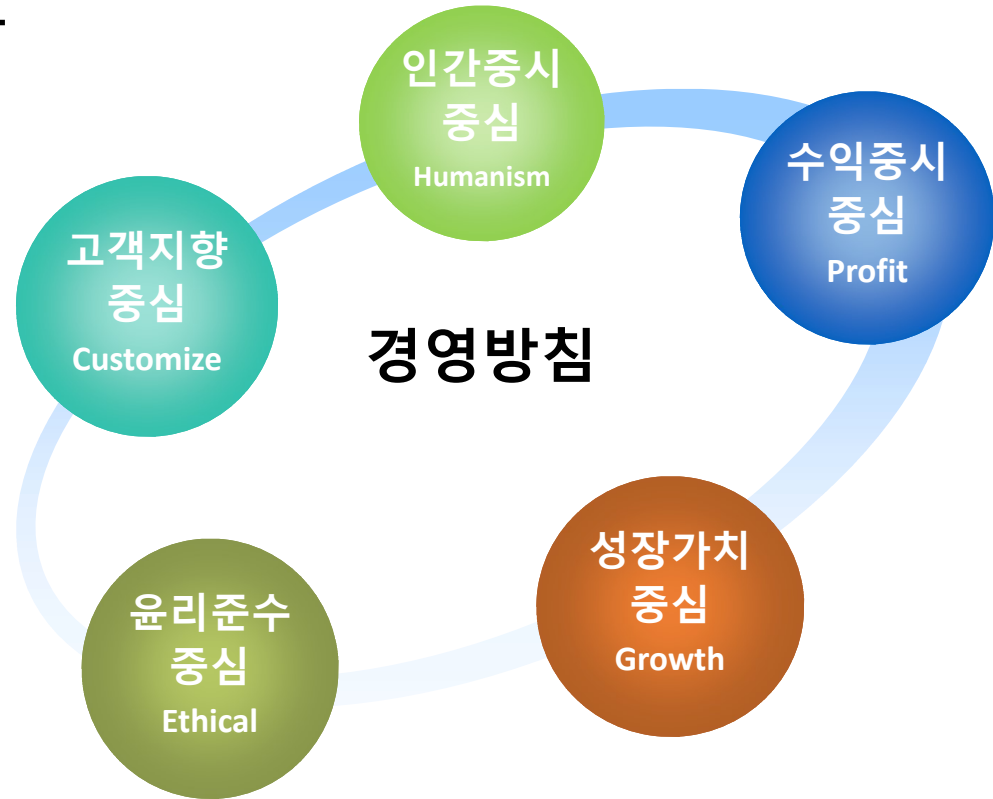 인간중시
중심
Humanism
수익중시
중심
Profit
고객지향
중심
Customize
경영방침
성장가치
중심
Growth
윤리준수
중심
Ethical